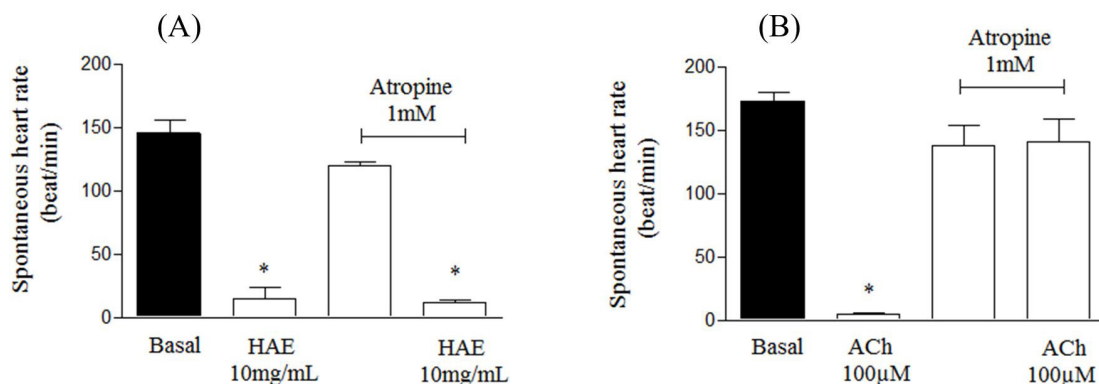 (A)
Spontaneous heart rate
(beat/min)
200
150
100
50
0
Atropine
1mM
*
*
Basal
HAE
10mg/mL
HAE
10mg/mL
(B)
Spontaneous heart rate
(beat/min)
200
150
100
50
0
Atropine
1mM
*
Basal
ACh
100µM
ACh
100µM